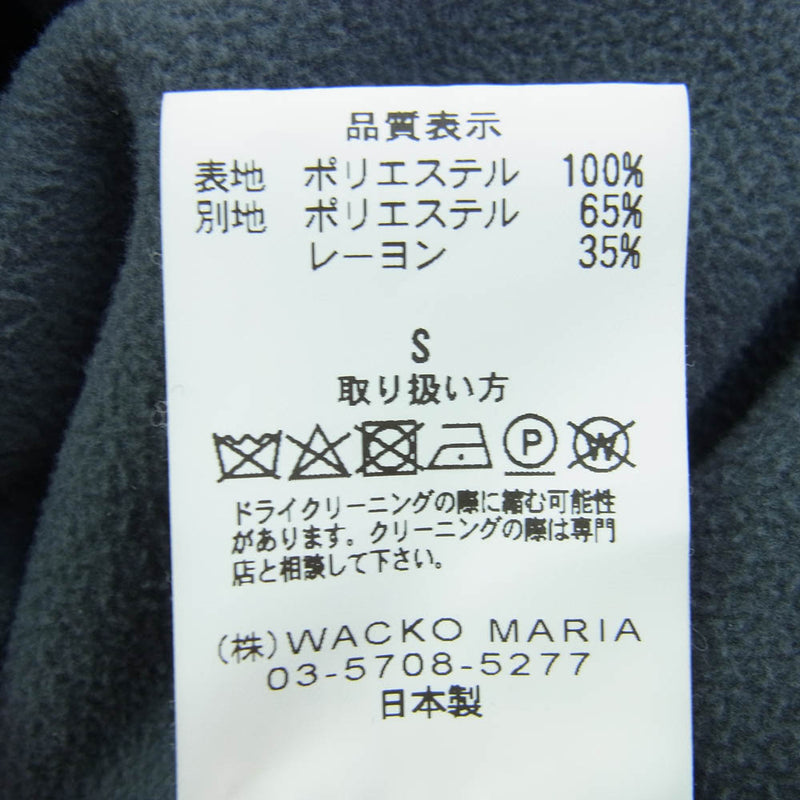 品質表示
表地 ポリエステル 100%
別地 ポリエステル 65%
レーヨン 35%
S
取り扱い方
P W
ドライクリーニングの際に縮む可能性
があります。クリーニングの際は専門
店と相談して下さい。
(株)WACKO MARIA
03-5708-5277
日本製